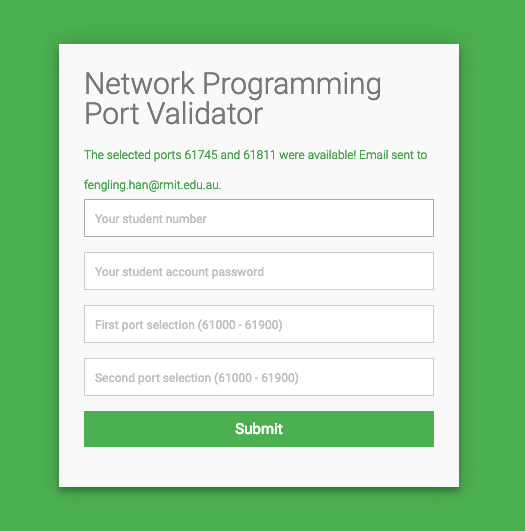 Network Programming
Port Validator
The selected ports 61745 and 61811 were available! Email sent to
fengling.han@rmit.edu.au.
Your student number
Your student account password
First port selection (61000 - 61900)
Second port selection (61000 - 61900)
Submit